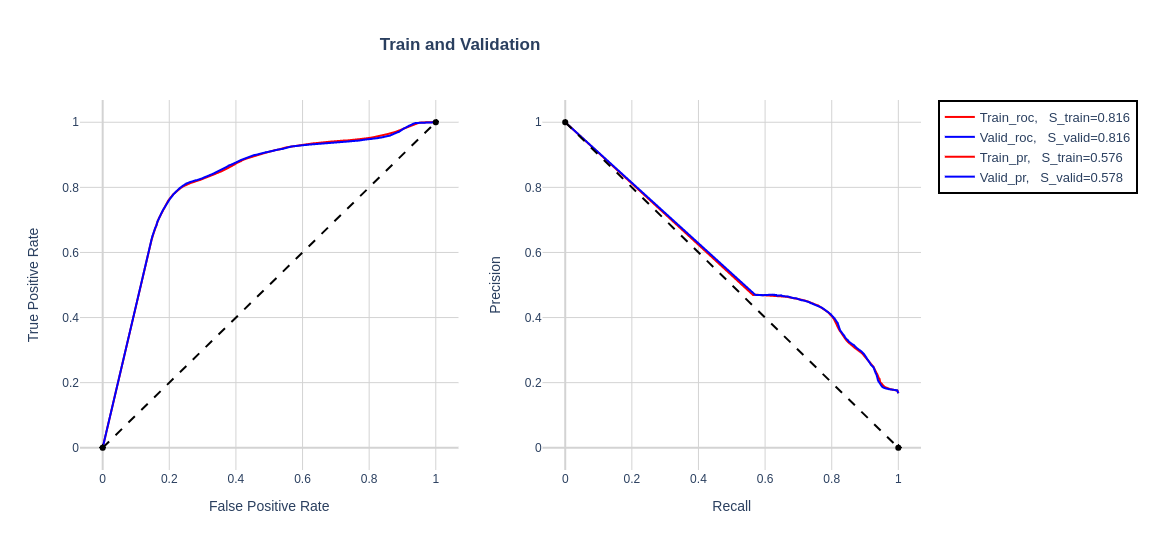 Train and Validation
True Positive Rate
1
0.8
0.6
0.4
0.2
0
0 0.2 0.4 0.6 0.8 1
False Positive Rate
Precision
1
0.8
0.6
0.4
0.2
0
0 0.2 0.4 0.6 0.8 1
Recall
Train_roc,   S_train=0.816
Valid_roc,   S_valid=0.816
Train_pr,   S_train=0.576
Valid_pr,   S_valid=0.578